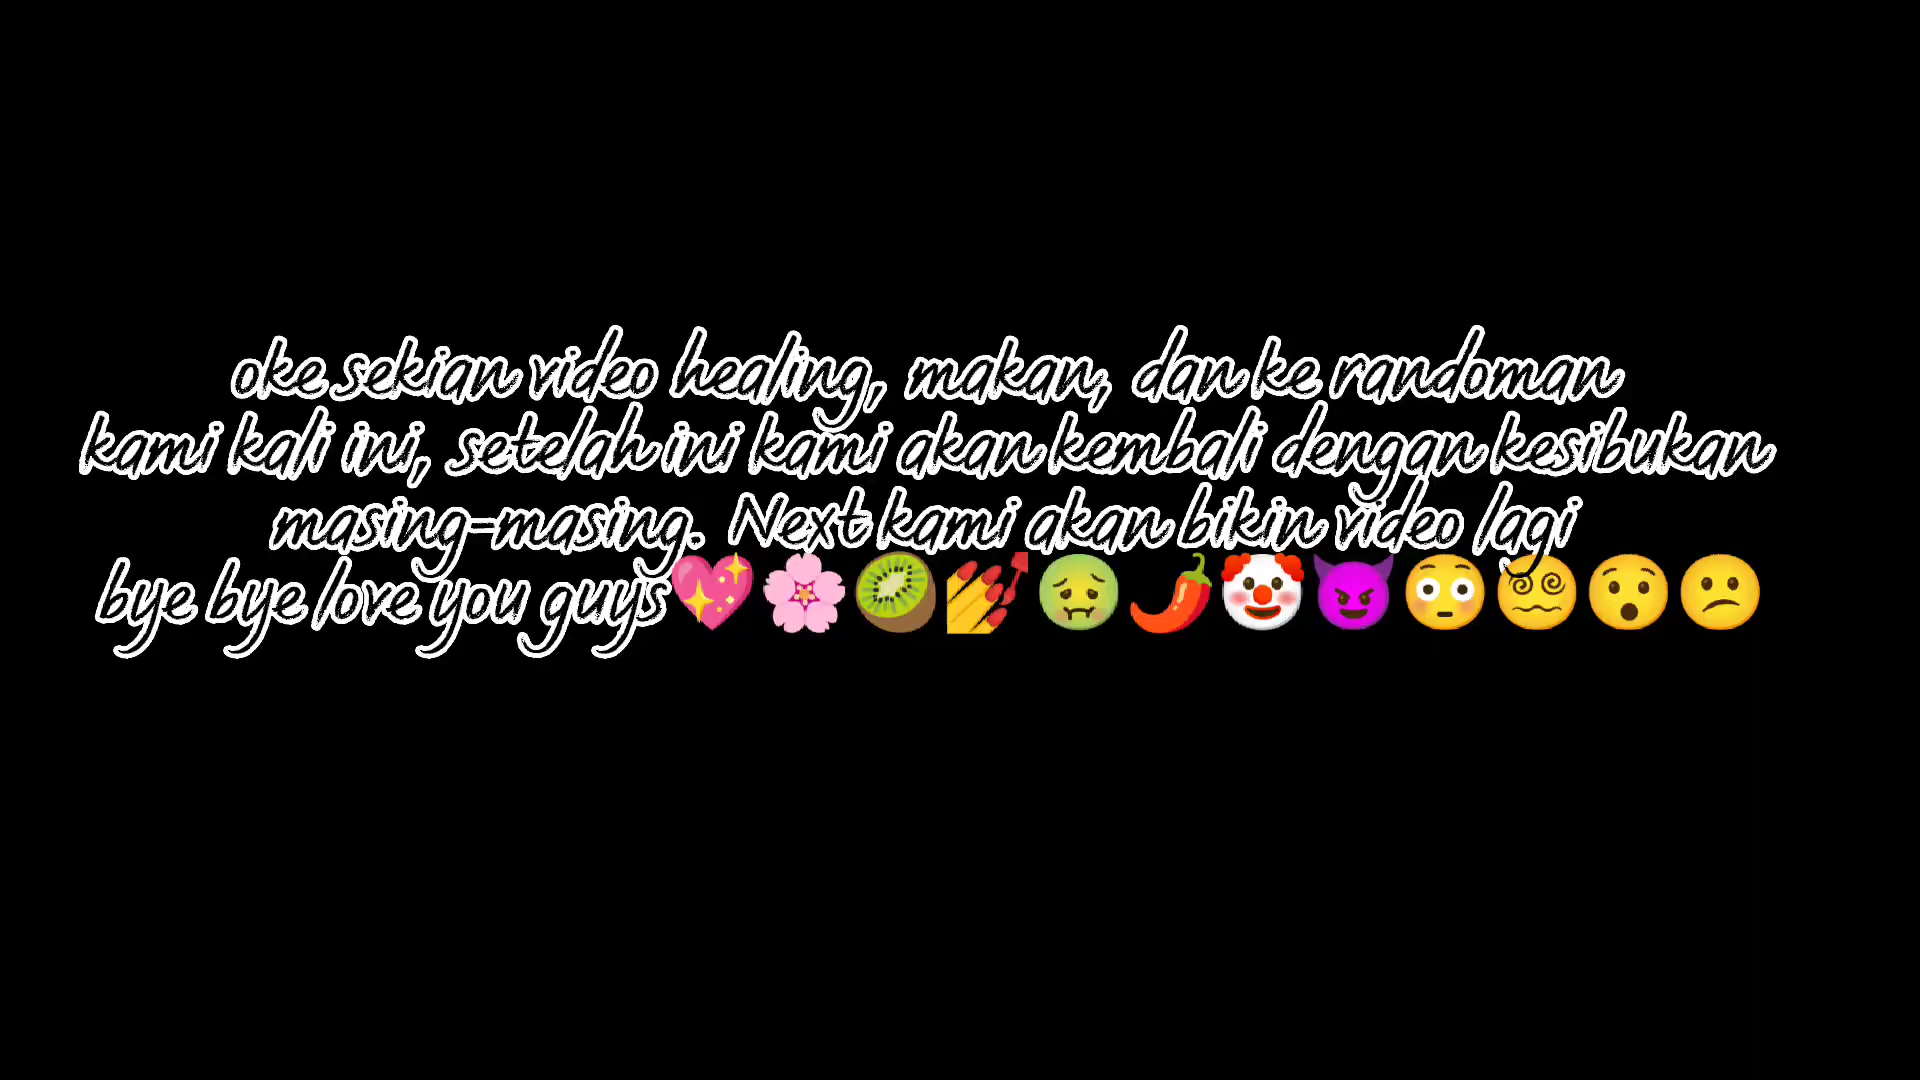 oke sekian video healing, makan, dan ke randoman
kami kali ini, setelah ini kami akan kembali dengan kesibukan
masing-masing. Next kami akan bikin video lagi
bye bye love you guys💖🌸🥝💅🤢🌶️🤡😈😳😵‍💫😯😕